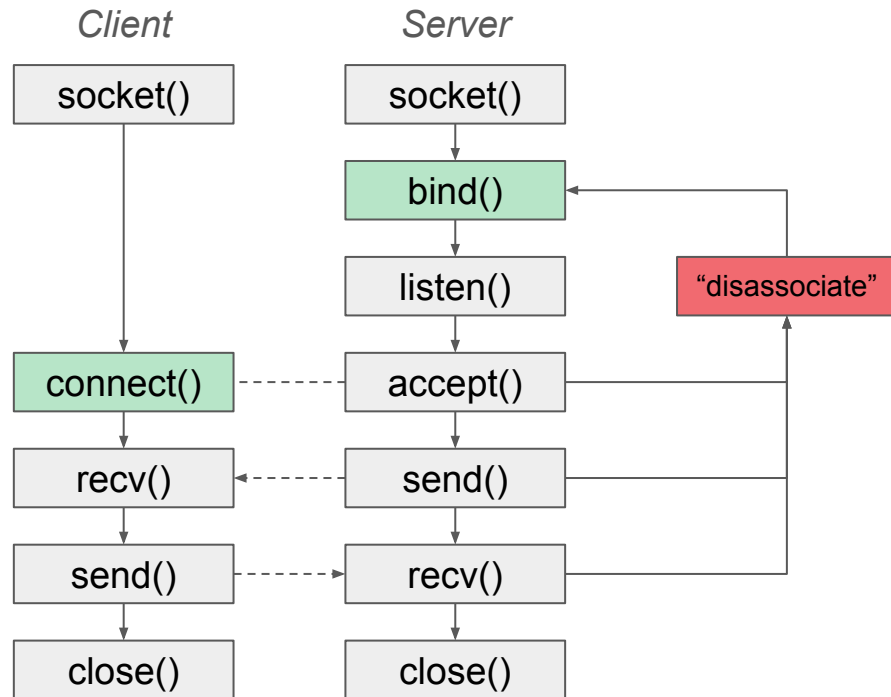 Client
Server
socket()
socket()
bind()
listen()
“disassociate”
connect()
accept()
recv()
send()
send()
recv()
close()
close()